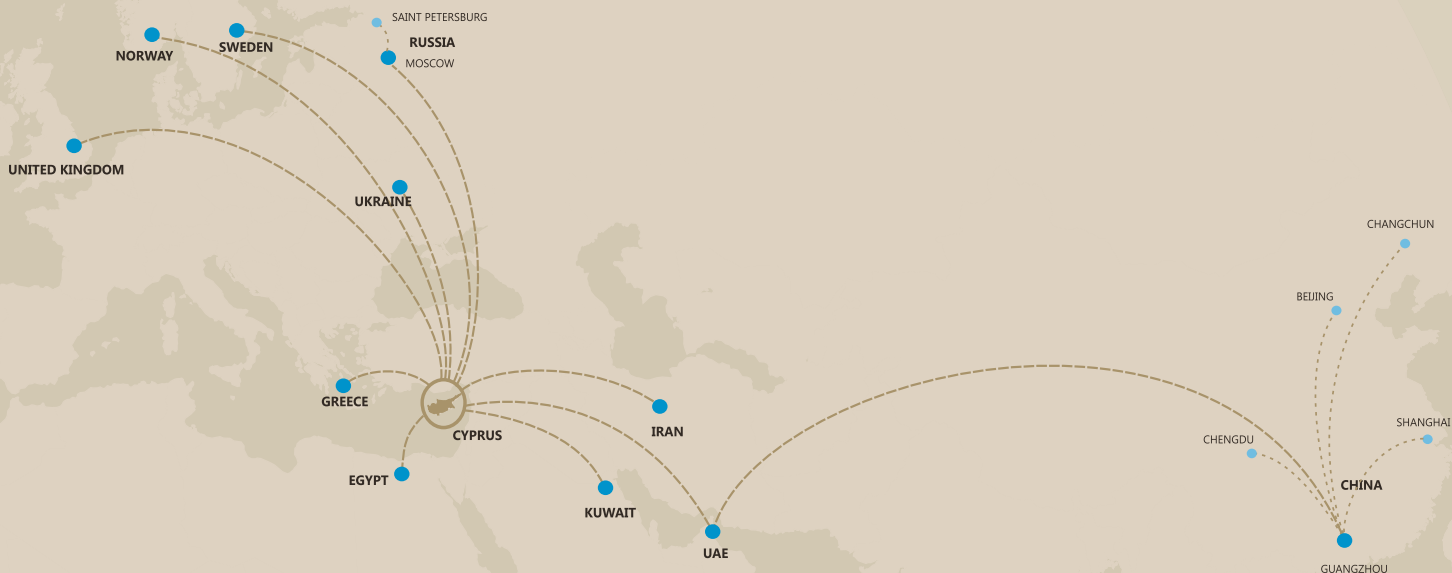 SAINT PETERSBURG
RUSSIA
MOSCOW
NORWAY
SWEDEN
UNITED KINGDOM
UKRAINE
CHANGCHUN
BEIJING
GREECE
CYPRUS
IRAN
SHANGHAI
CHENGDU
EGYPT
CHINA
KUWAIT
UAE
GUANGZHOU